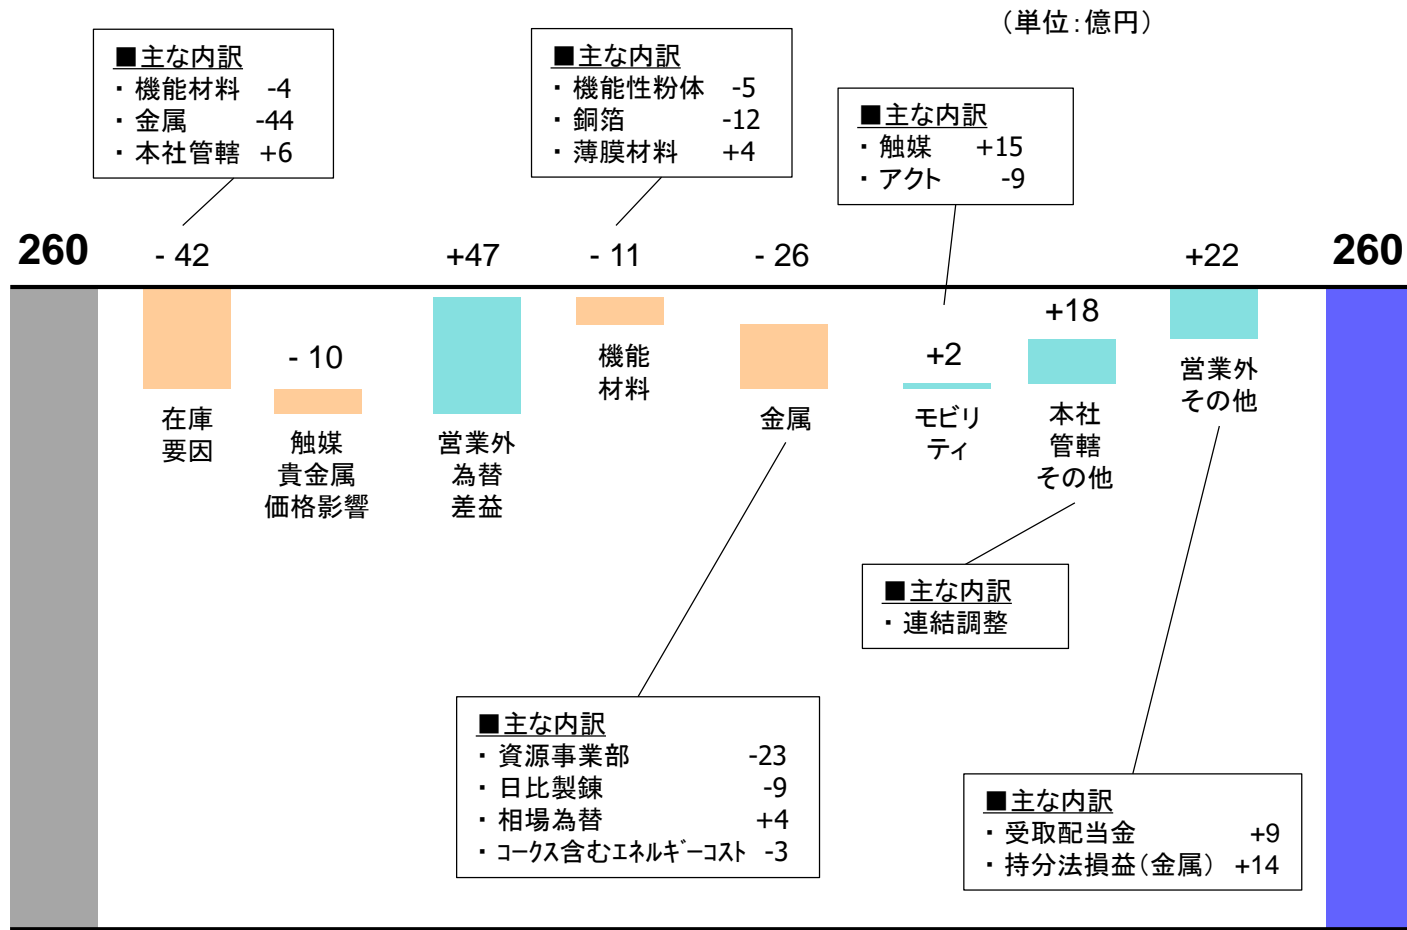 （単位：億円）
■主な内訳
・ 機能材料 -4
・ 金属 -44
・ 本社管轄 +6
■主な内訳
・ 機能性粉体 -5
・ 銅箔 -12
・ 薄膜材料 +4
■主な内訳
・ 触媒 +15
・ アクト -9
260
- 42
+47
- 11
- 26
+22
260
- 10
+2
+18
在庫
要因
触媒
貴金属
価格影響
営業外
為替
差益
機能
材料
金属
モビリ
ティ
本社
管轄
その他
営業外
その他
■主な内訳
・ 連結調整
■主な内訳
・ 資源事業部 -23
・ 日比製錬 -9
・ 相場為替 +4
・ ｺｰｸｽ含むｴﾈﾙｷﾞｰｺｽﾄ -3
■主な内訳
・ 受取配当金 +9
・ 持分法損益（金属） +14